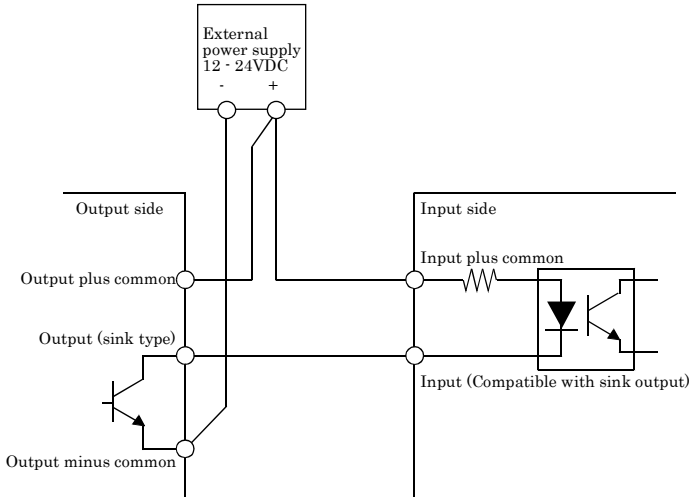 External
power supply
12 - 24VDC
- +
Output side
Input side
Output plus common
Input plus common
Output (sink type)
Input (Compatible with sink output)
Output minus common